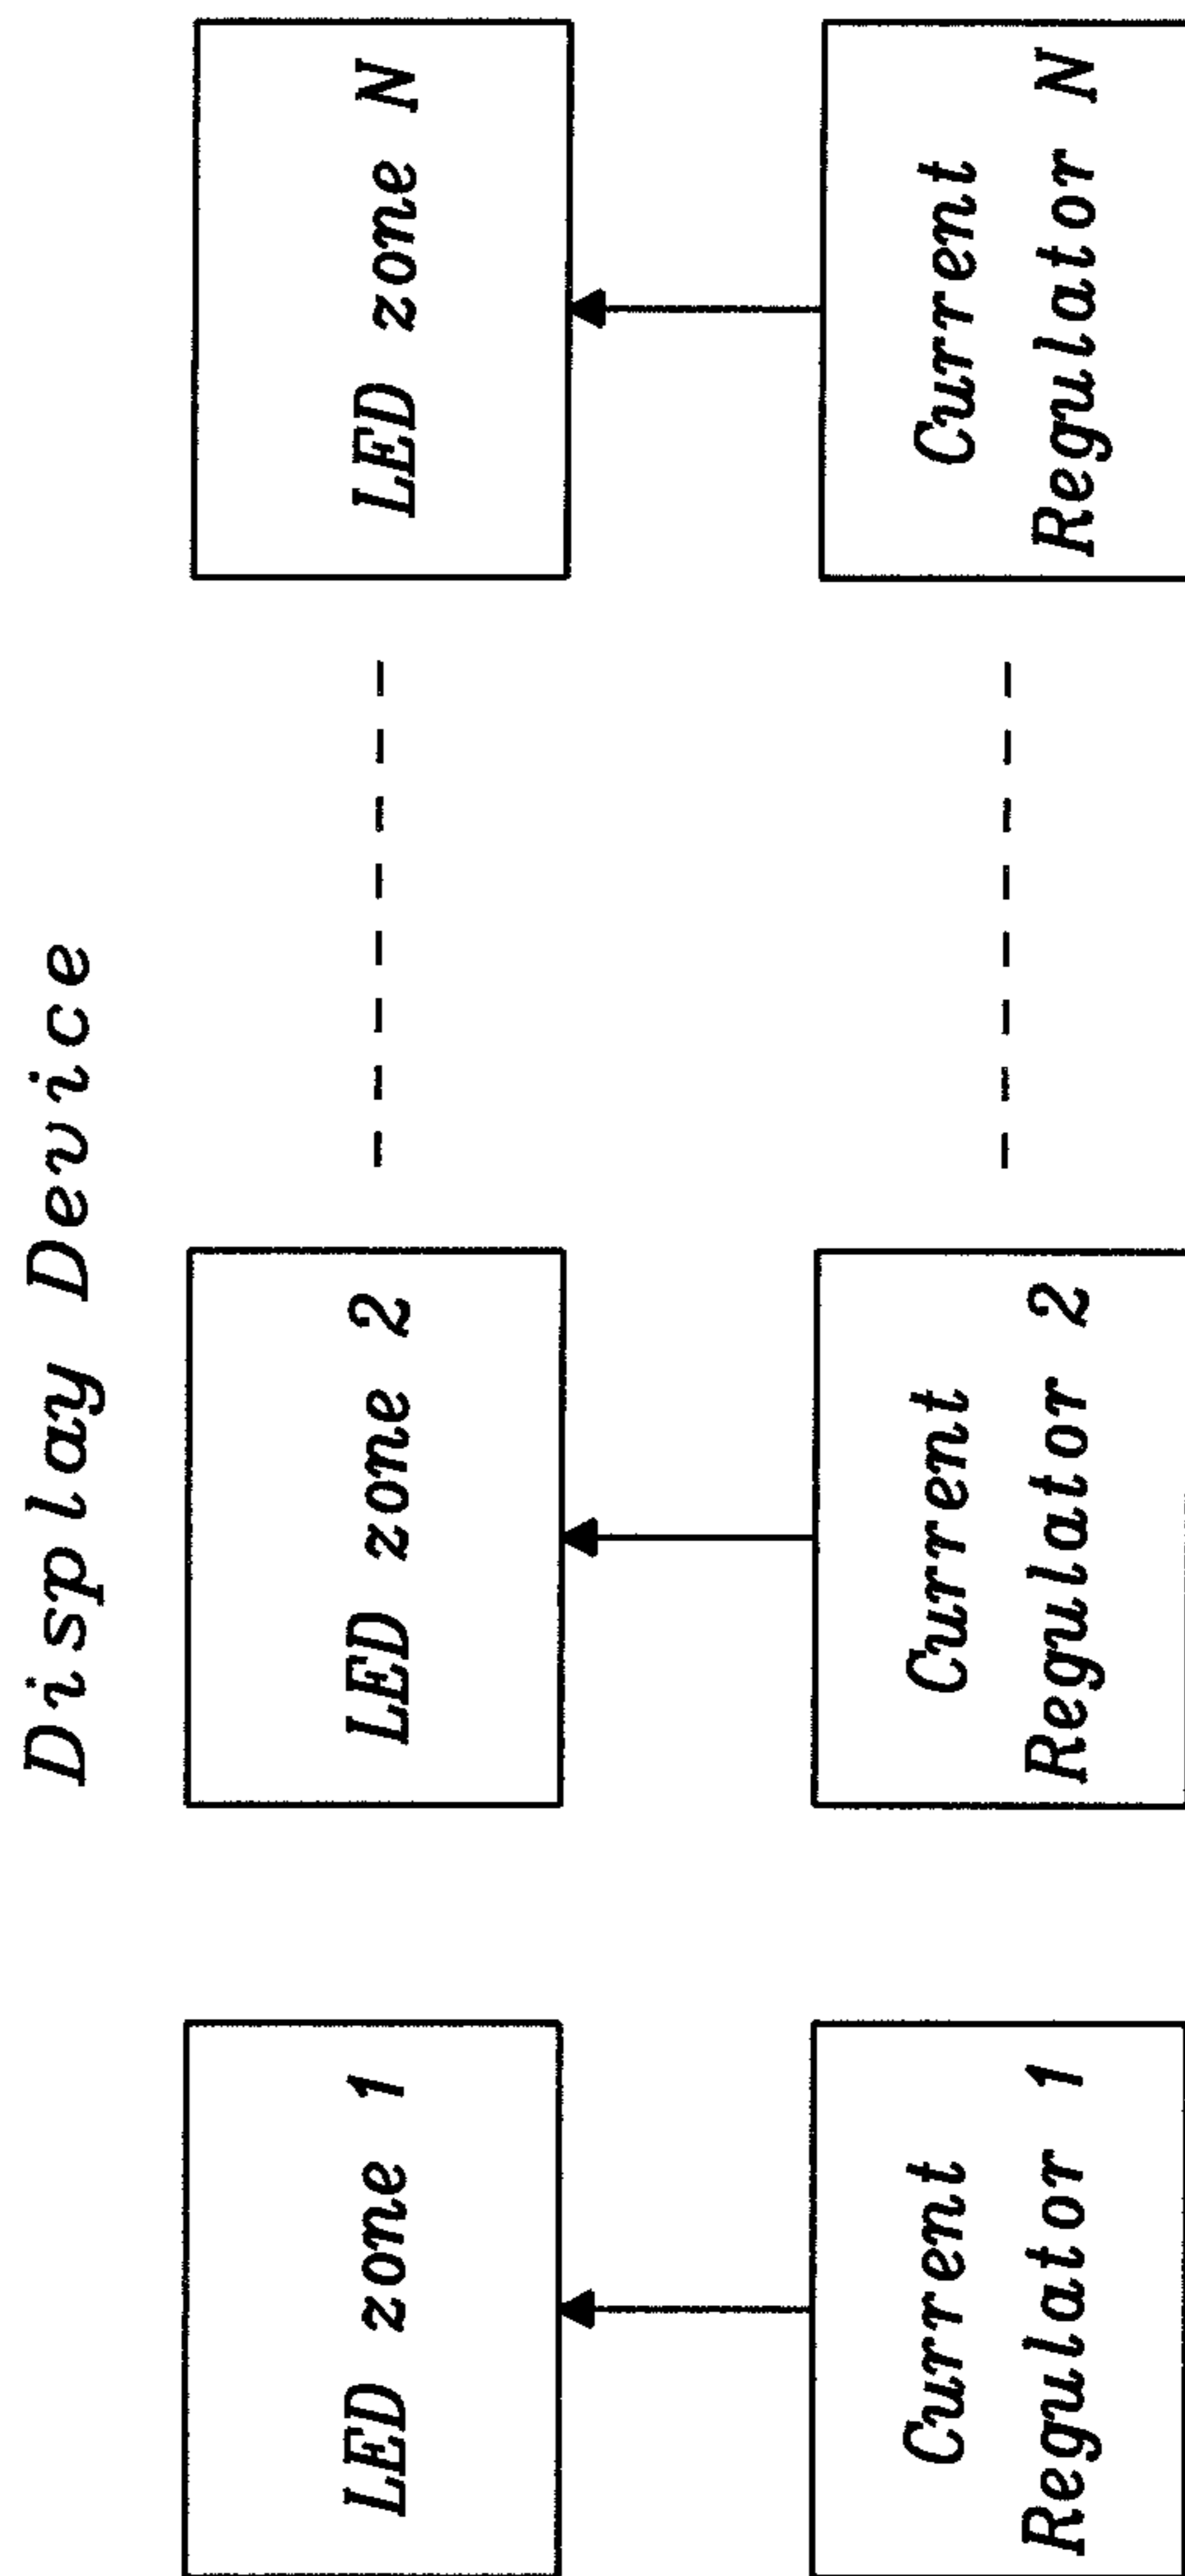 Display Device
LED zone 1
LED zone 2
LED zone N
Current
Regulator 1
Current
Regulator 2
Current
Regulator N